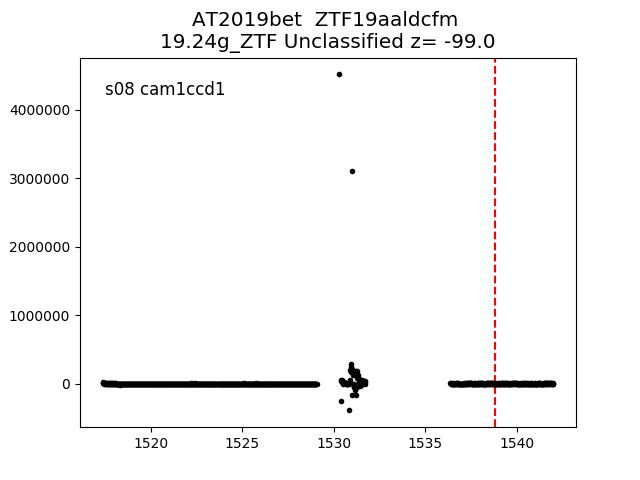 AT2019bet  ZTF19aaldcfm
19.24g_ZTF Unclassified z= -99.0
s08 cam1ccd1
4000000
3000000
2000000
1000000
0
1520 1525 1530 1535 1540